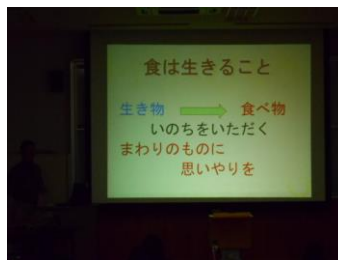 食は生きること
生き物 → 食べ物
いのちをいただく
まわりのものに
思いやりを